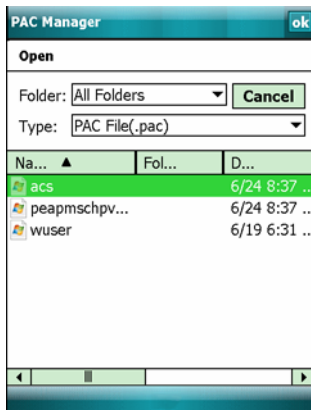 PAC Manager ok
Open
Folder: All Folders Cancel
Type: PAC File(.pac)
Na... Fol... D...
acs 6/24 8:37 ..
peapmschpv... 6/24 8:37 ..
wuser 6/19 6:31 ..